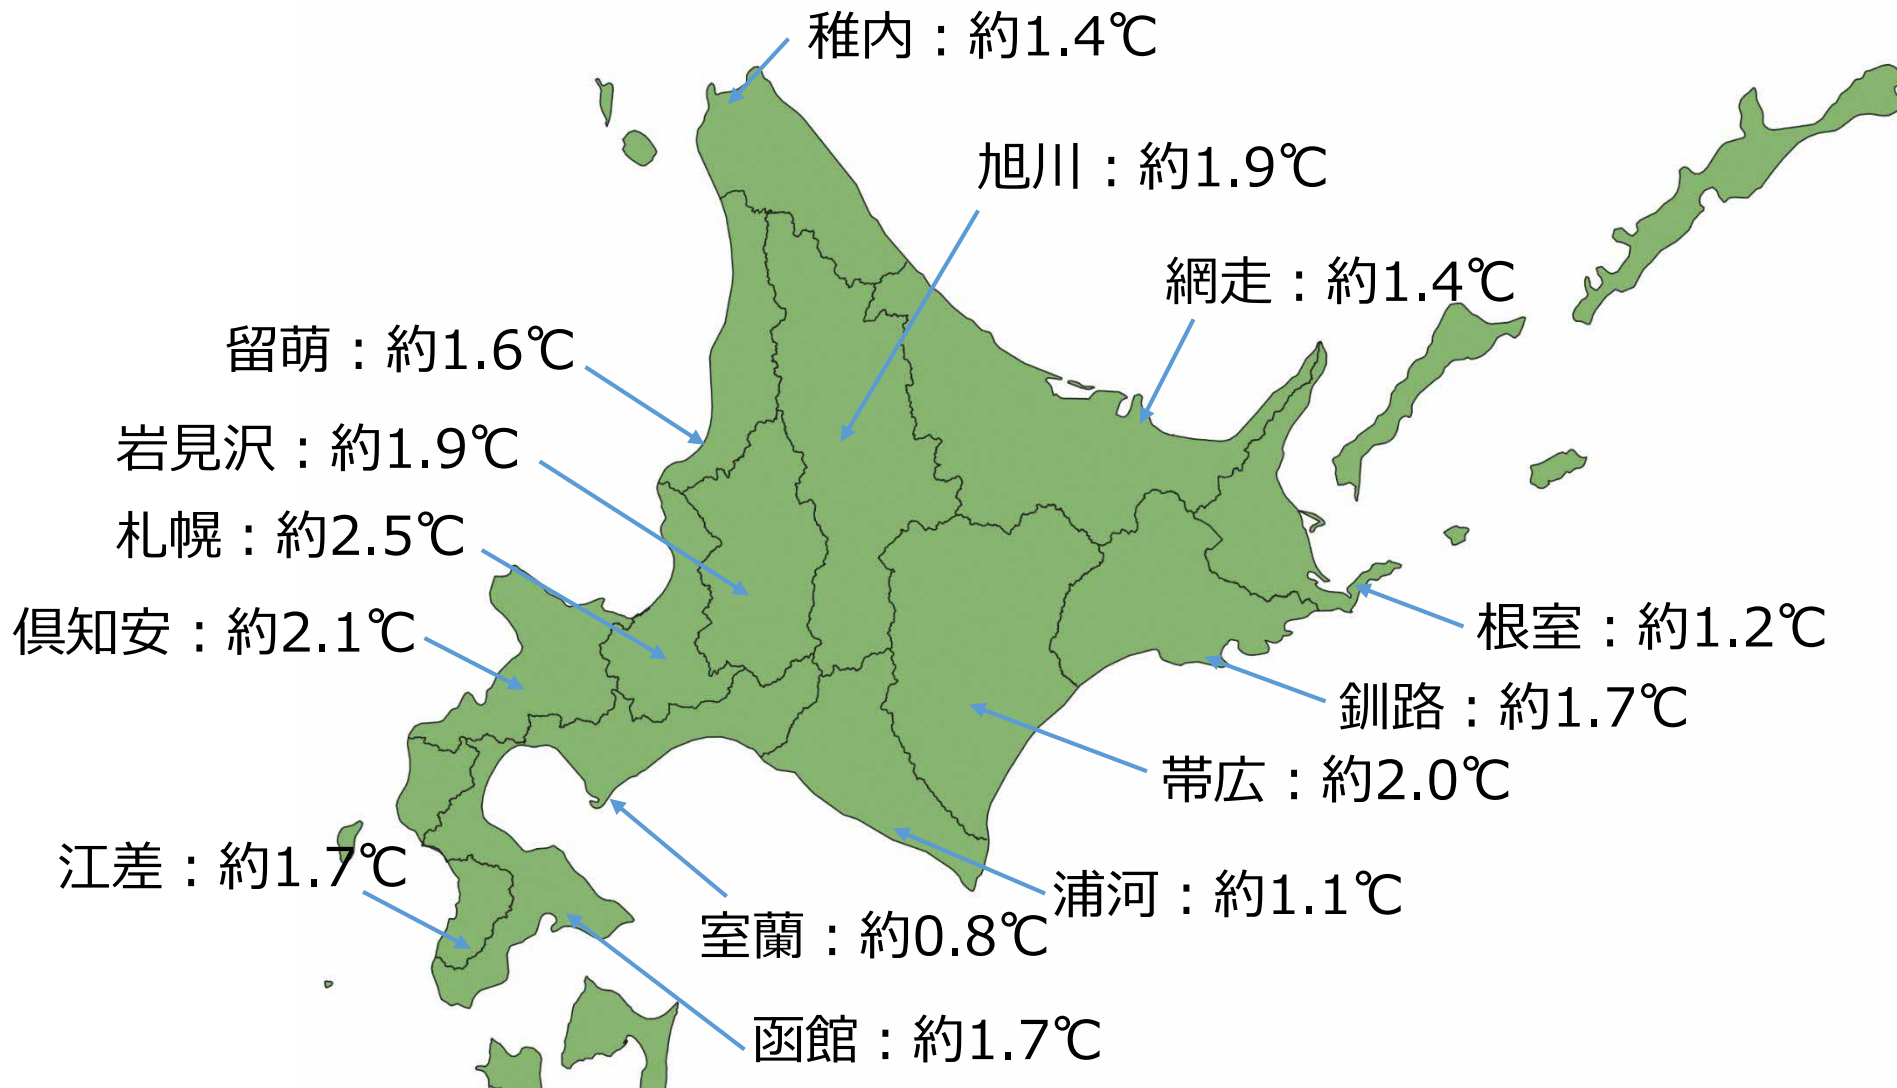 稚内：約1.4℃
旭川：約1.9℃
網走：約1.4℃
留萌：約1.6℃
岩見沢：約1.9℃
札幌：約2.5℃
倶知安：約2.1℃
根室：約1.2℃
釧路：約1.7℃
帯広：約2.0℃
江差：約1.7℃
浦河：約1.1℃
室蘭：約0.8℃
函館：約1.7℃